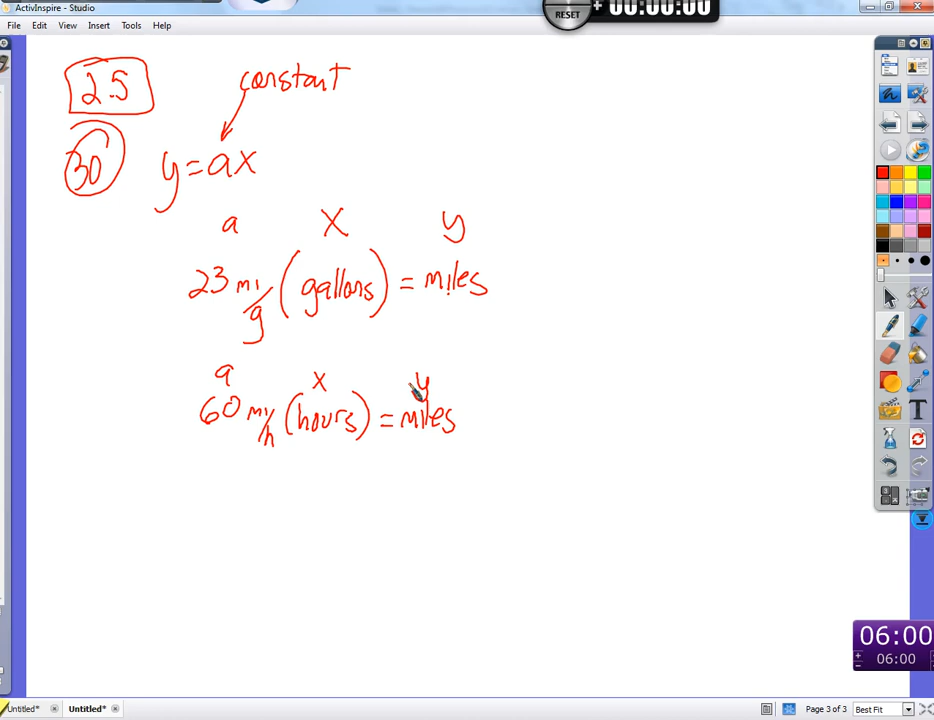 ActivInspire - Studio
RESET
00:00:00
File Edit View Insert Tools Help
2.5
constant
30 y=ax
a x y
23 mi/g (gallons) = miles
a x y
60 mi/h (hours) = miles
T
06:00
06:00
Untitled* Untitled* Page 3 of 3 Best Fit